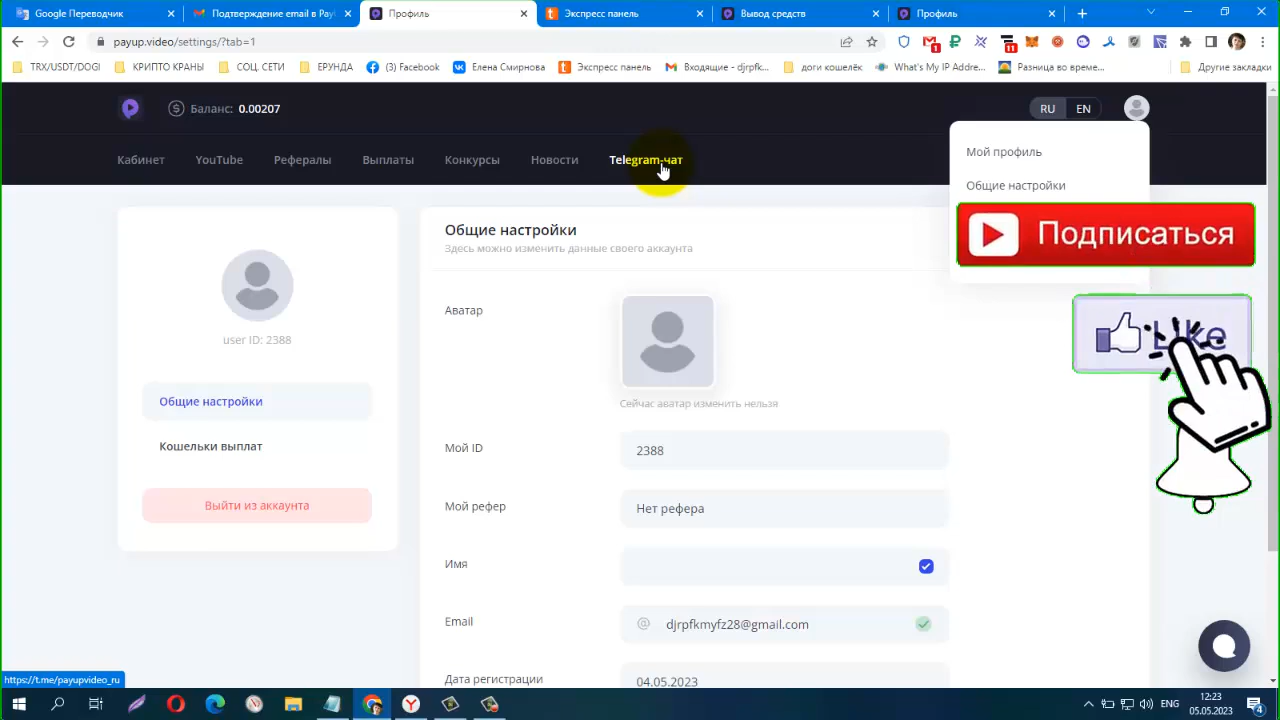 Google Переводчик
Подтверждение email в Pay
Профиль
Экспресс панель
Вывод средств
Профиль
payup.video/settings/?tab=1
1
11
TRX/USDT/DOGI
КРИПТО КРАНЫ
СОЦ. СЕТИ
ЕРУНДА
(3) Facebook
Елена Смирнова
Экспресс панель
Входящие - djrpfk...
доги кошелёк
What's My IP Addre...
Разница во време...
Другие закладки
Баланс: 0.00207
RU
EN
Кабинет
YouTube
Рефералы
Выплаты
Конкурсы
Новости
Telegram-чат
Мой профиль
Общие настройки
Подписаться
Like
user ID: 2388
Общие настройки
Кошельки выплат
Выйти из аккаунта
Общие настройки
Здесь можно изменить данные своего аккаунта
Аватар
Сейчас аватар изменить нельзя
Мой ID
2388
Мой рефер
Нет рефера
Имя
Email
@ djrpfkmyfz28@gmail.com
Дата регистрации
04.05.2023
https://t.me/payupvideo_ru
ENG
12:23
05.05.2023
4